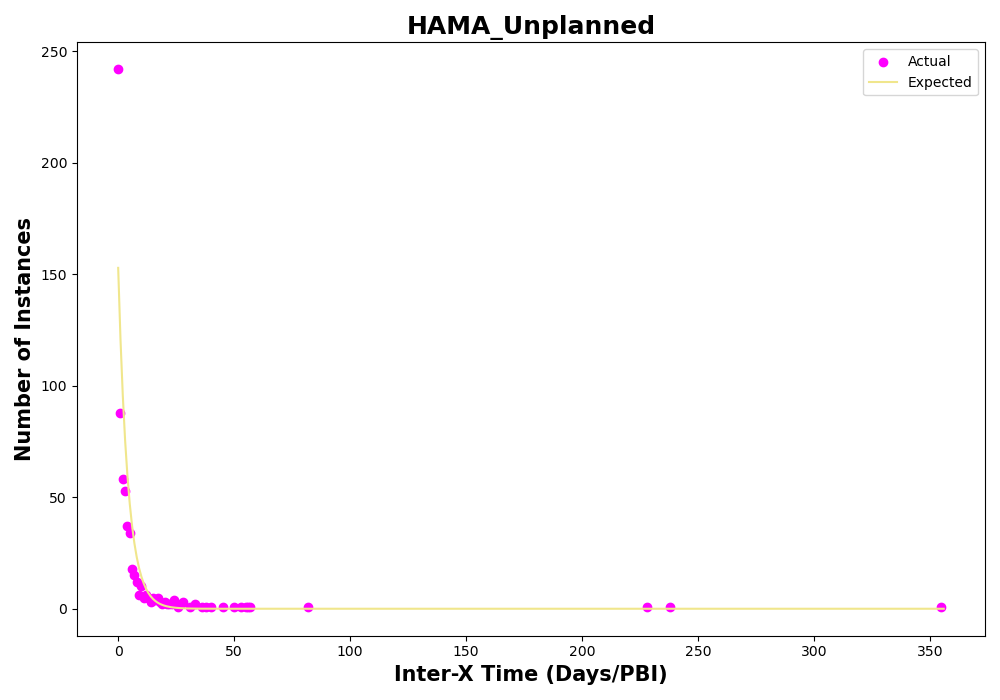 HAMA_Unplanned
Actual
Expected
Number of Instances
250
200
150
100
50
0
0 50 100 150 200 250 300 350
Inter-X Time (Days/PBI)